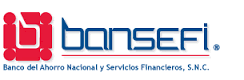 bansefi ®
Banco del Ahorro Nacional y Servicios Financieros, S.N.C.